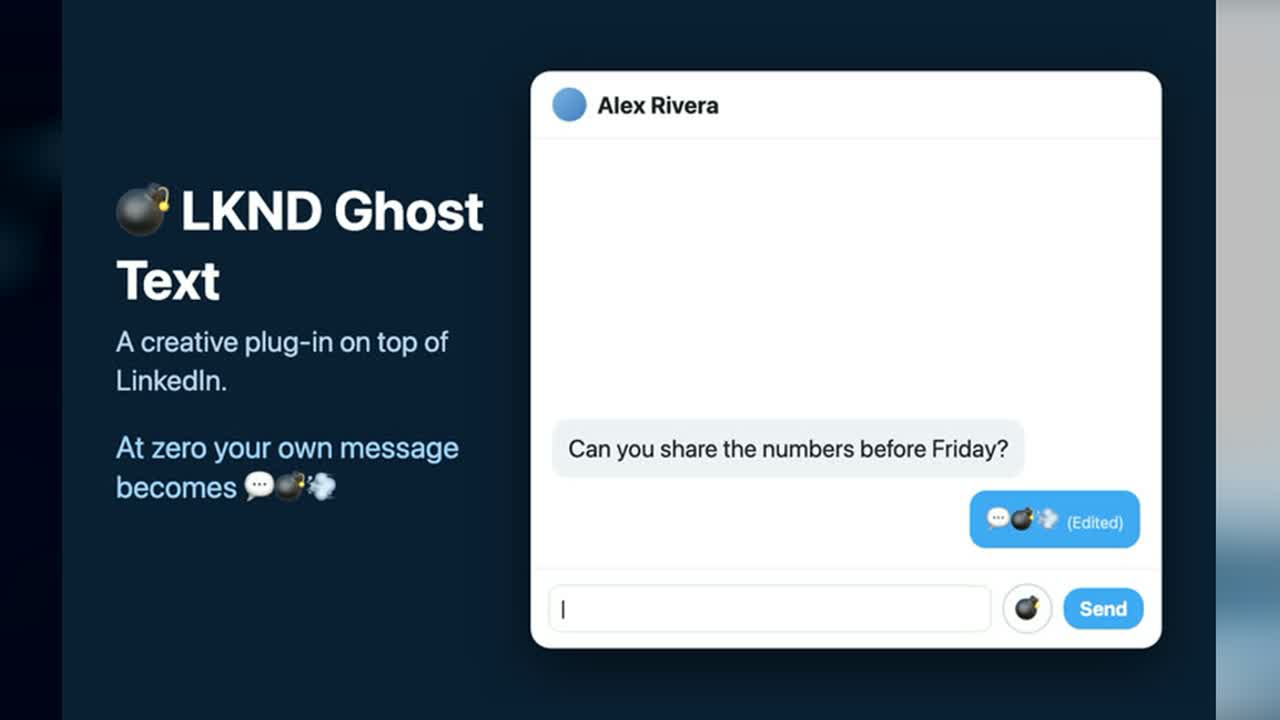 💣 LKND Ghost
Text
A creative plug-in on top of
LinkedIn.
At zero your own message
becomes 💬💣💨
Alex Rivera
Can you share the numbers before Friday?
💬💣💨 (Edited)
Send